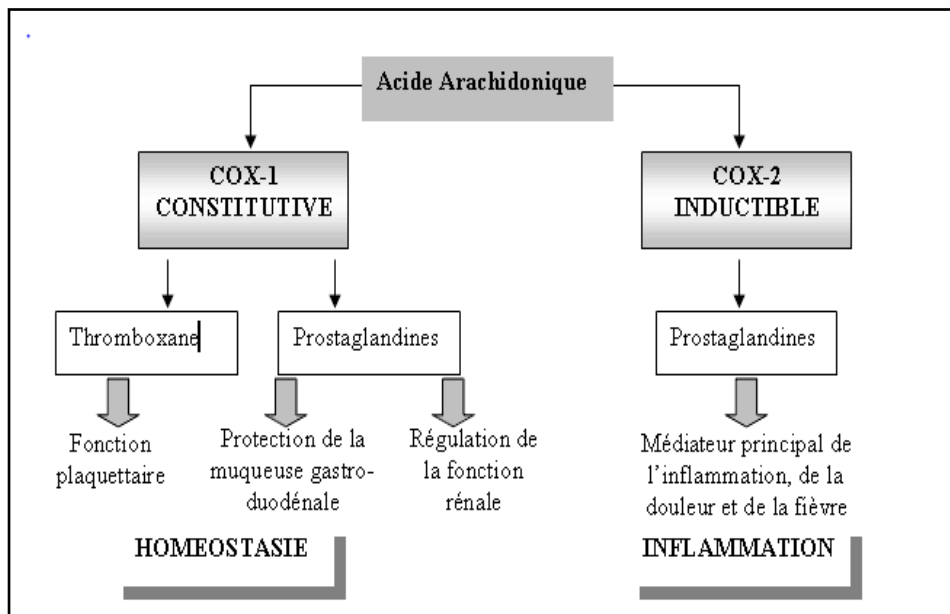 Acide Arachidonique
COX-1
CONSTITUTIVE
COX-2
INDUCTIBLE
Thromboxane
Prostaglandines
Prostaglandines
Fonction
plaquettaire
Protection de la
muqueuse gastro-
duodénale
Régulation de
la fonction
rénale
Médiateur principal de
l'inflammation, de la
douleur et de la fièvre
HOMEOSTASIE
INFLAMMATION